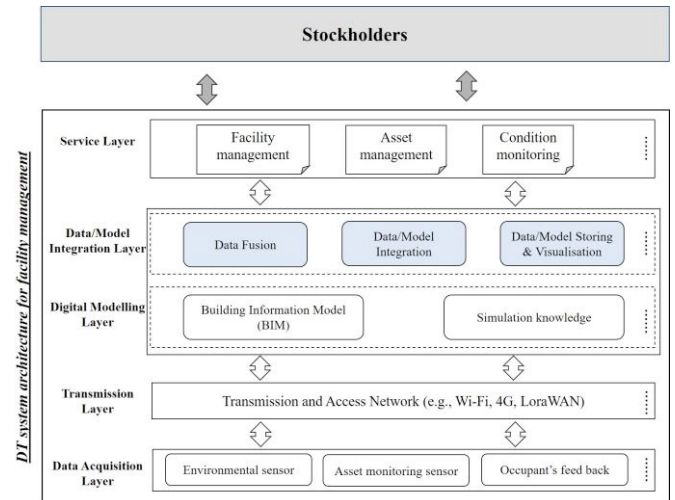 Stockholders
DT system architecture for facility management
Service Layer
Facility
management
Asset
management
Condition
monitoring
Data/Model
Integration Layer
Data Fusion
Data/Model
Integration
Data/Model Storing
& Visualisation
Digital Modelling
Layer
Building Information Model
(BIM)
Simulation knowledge
Transmission
Layer
Transmission and Access Network (e.g., Wi-Fi, 4G, LoraWAN)
Data Acquisition
Layer
Environmental sensor
Asset monitoring sensor
Occupant's feed back